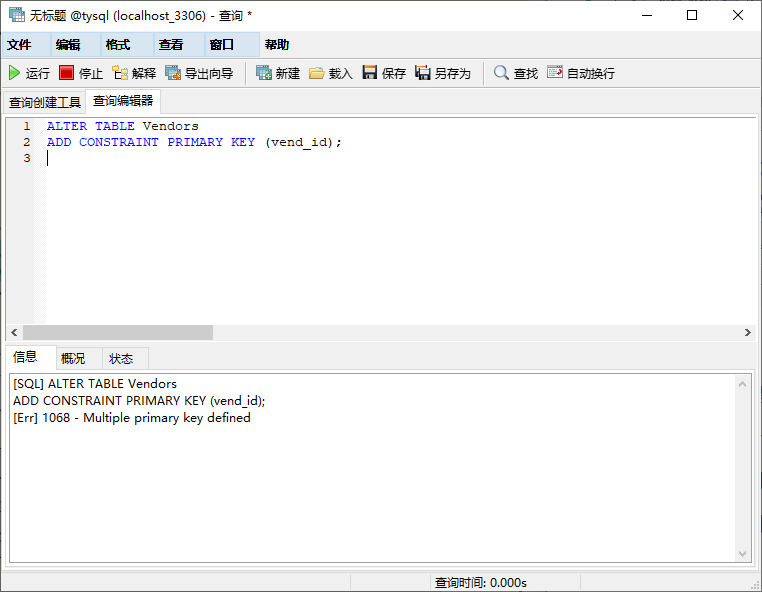 无标题 @tysql (localhost_3306) - 查询 *
文件 编辑 格式 查看 窗口 帮助
运行 停止 解释 导出向导 新建 载入 保存 另存为 查找 自动换行
查询创建工具 查询编辑器
1 ALTER TABLE Vendors
2 ADD CONSTRAINT PRIMARY KEY (vend_id);
3
信息 概况 状态
[SQL] ALTER TABLE Vendors
ADD CONSTRAINT PRIMARY KEY (vend_id);
[Err] 1068 - Multiple primary key defined
查询时间: 0.000s